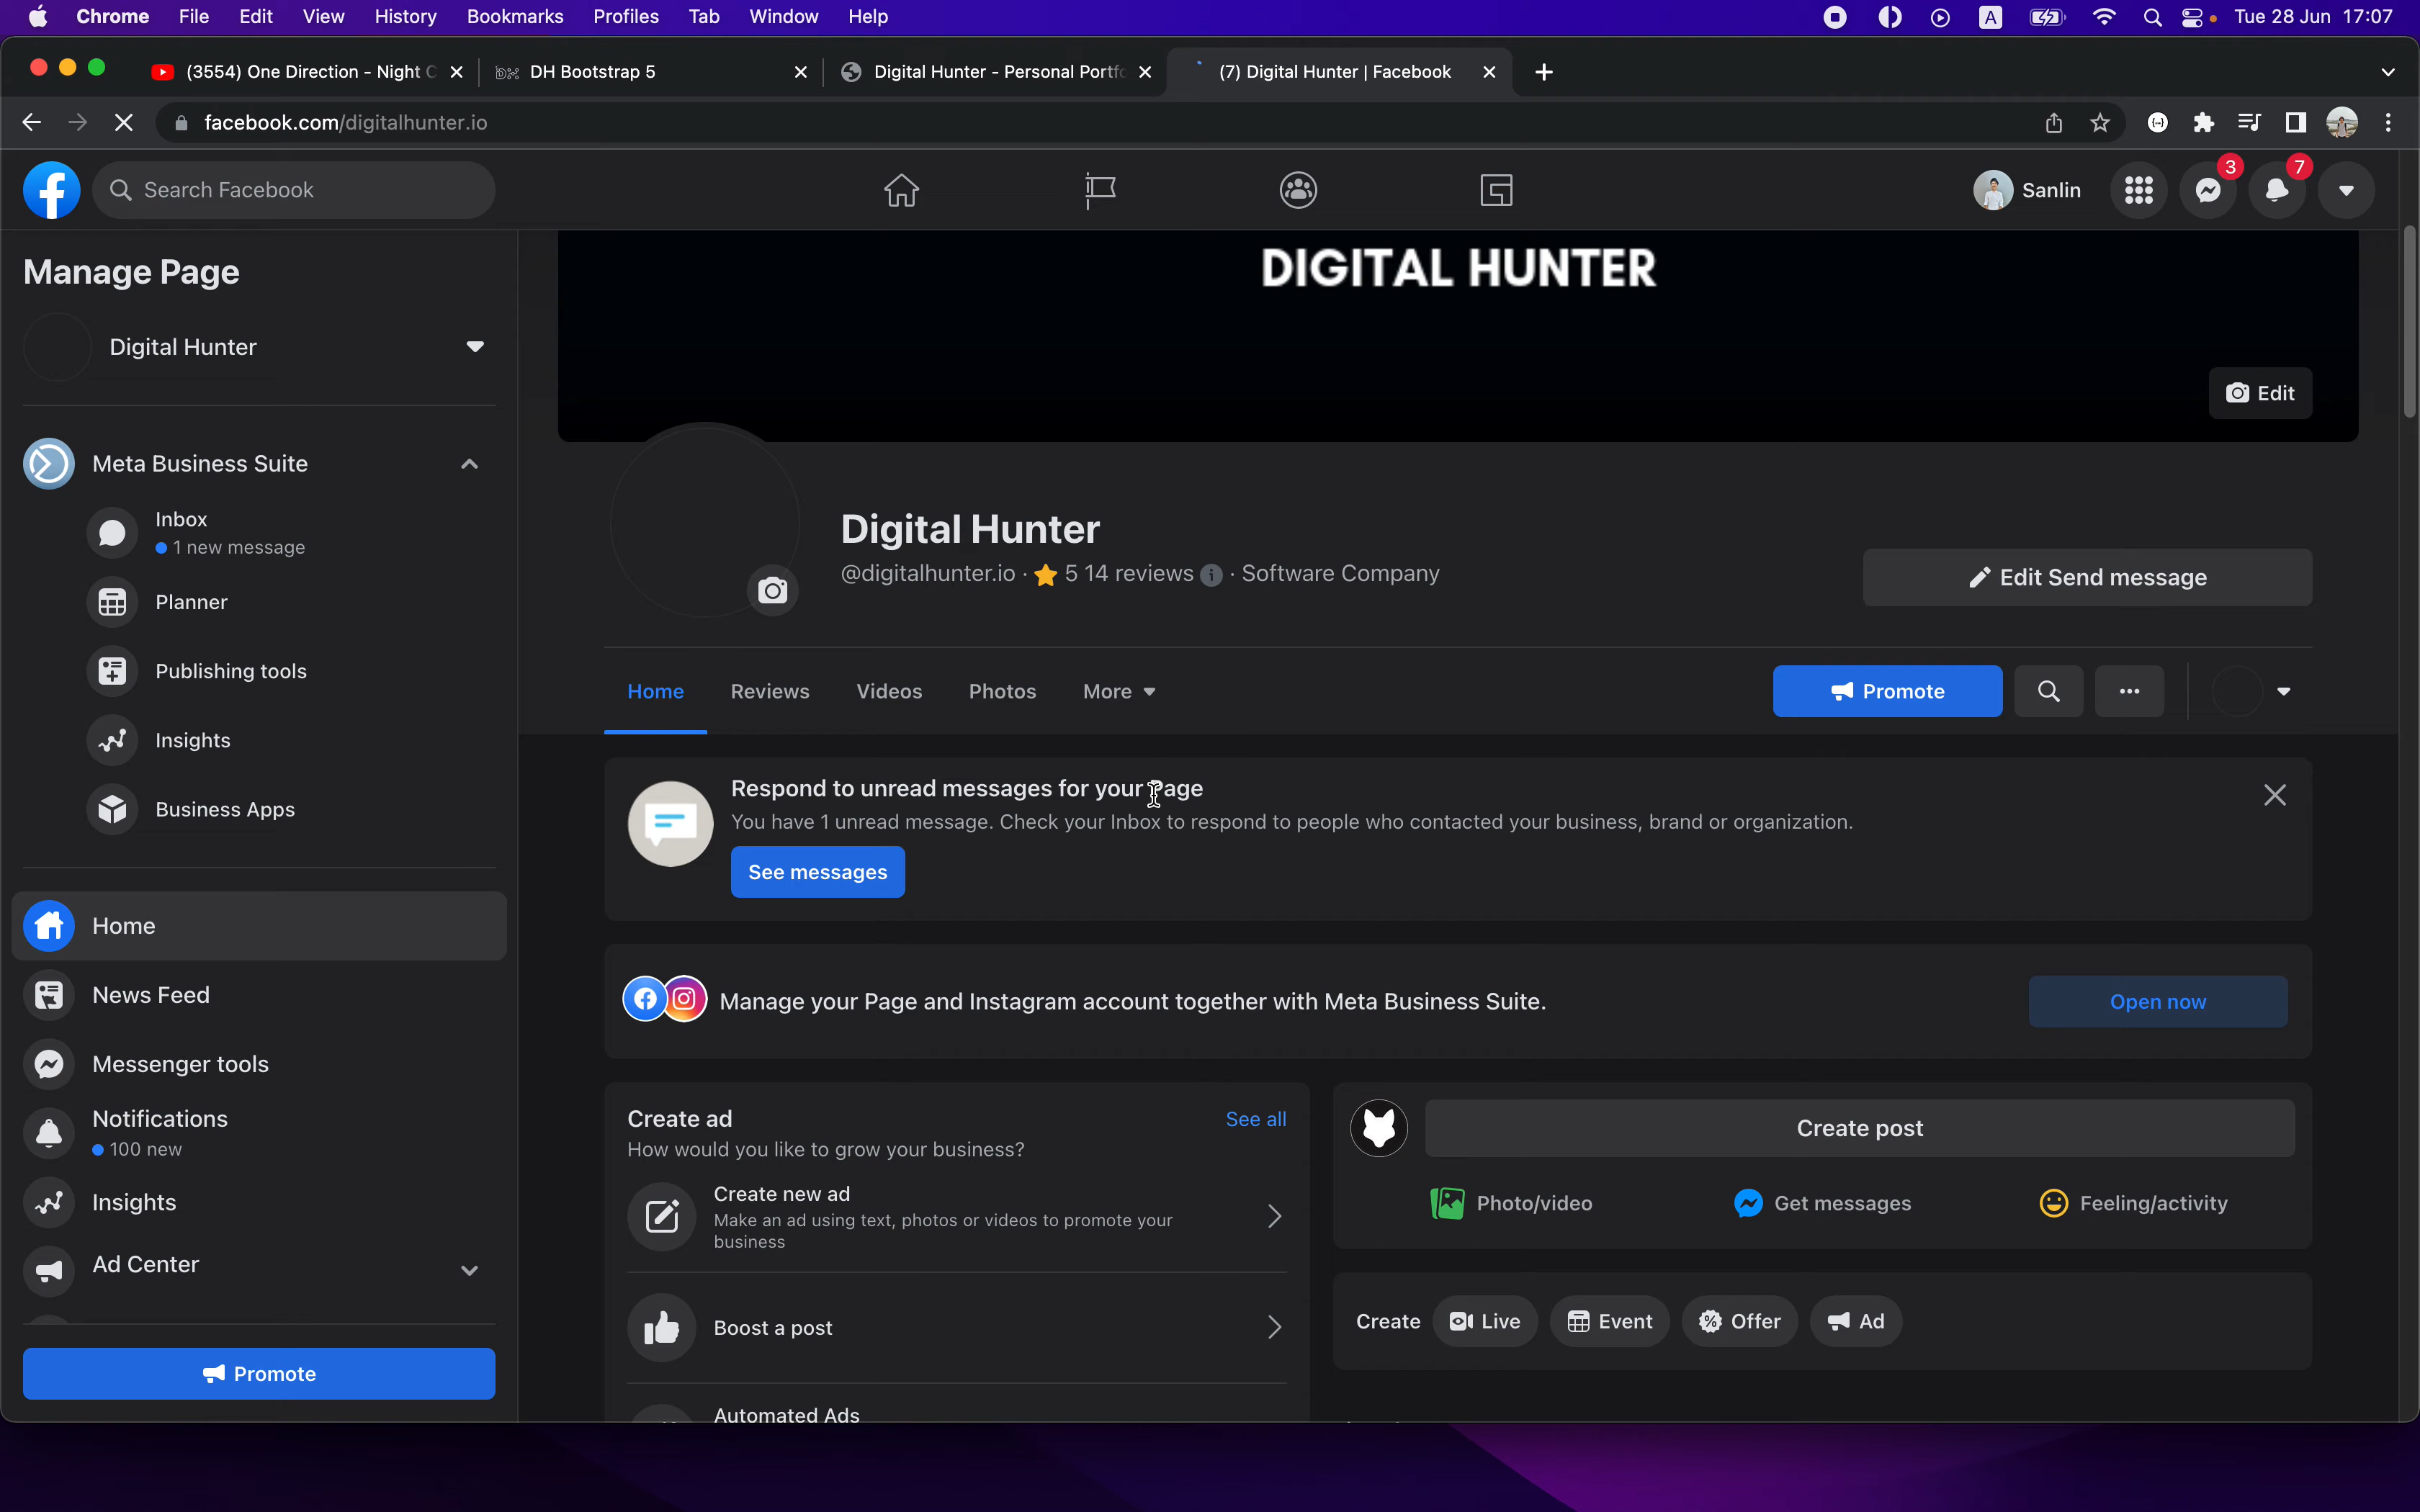 Chrome File Edit View History Bookmarks Profiles Tab Window Help
A
Tue 28 Jun 17:07
(3554) One Direction - Night C
DH Bootstrap 5
Digital Hunter - Personal Portfo
(7) Digital Hunter | Facebook
facebook.com/digitalhunter.io
Search Facebook
Sanlin
3
7
Manage Page
Digital Hunter
Meta Business Suite
Inbox
1 new message
Planner
Publishing tools
Insights
Business Apps
Home
News Feed
Messenger tools
Notifications
100 new
Insights
Ad Center
Promote
DIGITAL HUNTER
Edit
Digital Hunter
@digitalhunter.io · 5 14 reviews · Software Company
Edit Send message
Home Reviews Videos Photos More
Promote
Respond to unread messages for your Page
You have 1 unread message. Check your Inbox to respond to people who contacted your business, brand or organization.
See messages
Manage your Page and Instagram account together with Meta Business Suite.
Open now
Create ad
See all
How would you like to grow your business?
Create new ad
Make an ad using text, photos or videos to promote your
business
Boost a post
Automated Ads
Create post
Photo/video
Get messages
Feeling/activity
Create Live Event Offer Ad